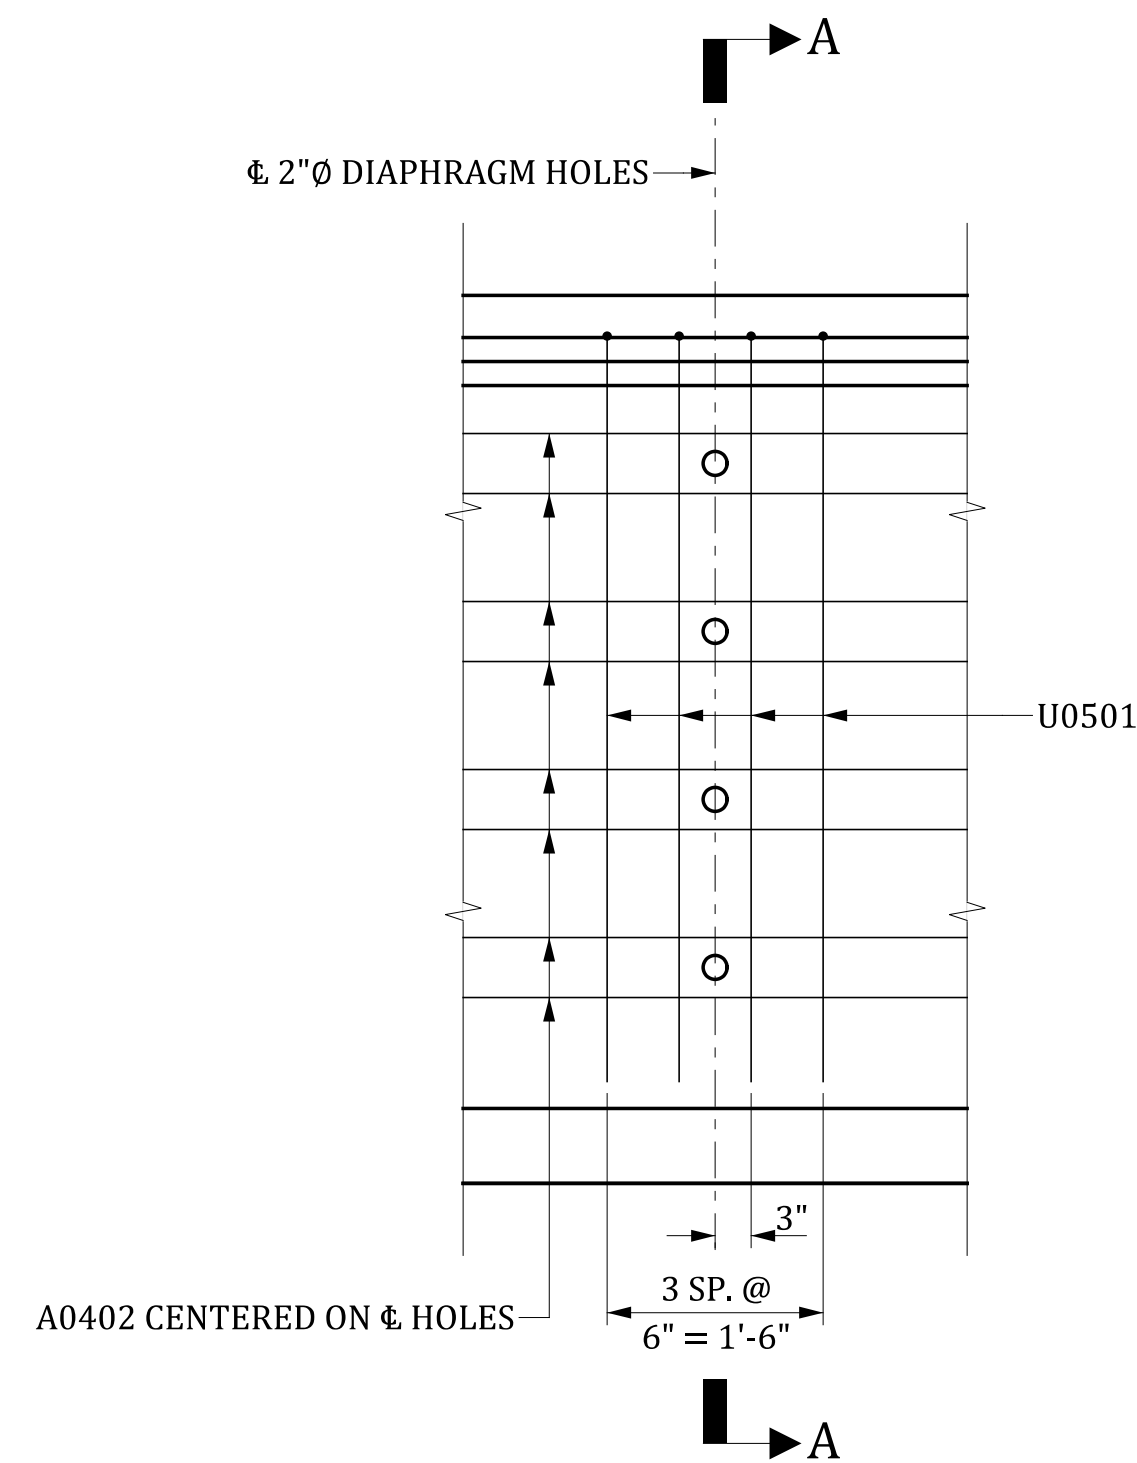 A
℄ 2"Ø DIAPHRAGM HOLES
U0501
3"
3 SP. @
6" = 1'-6"
A0402 CENTERED ON ℄ HOLES
A